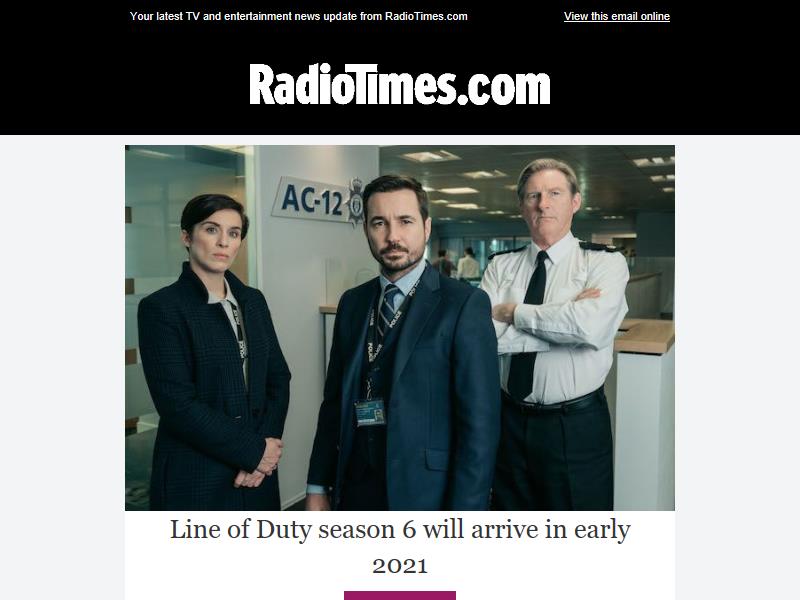 Your latest TV and entertainment news update from RadioTimes.com
View this email online
RadioTimes.com
AC-12
Line of Duty season 6 will arrive in early
2021